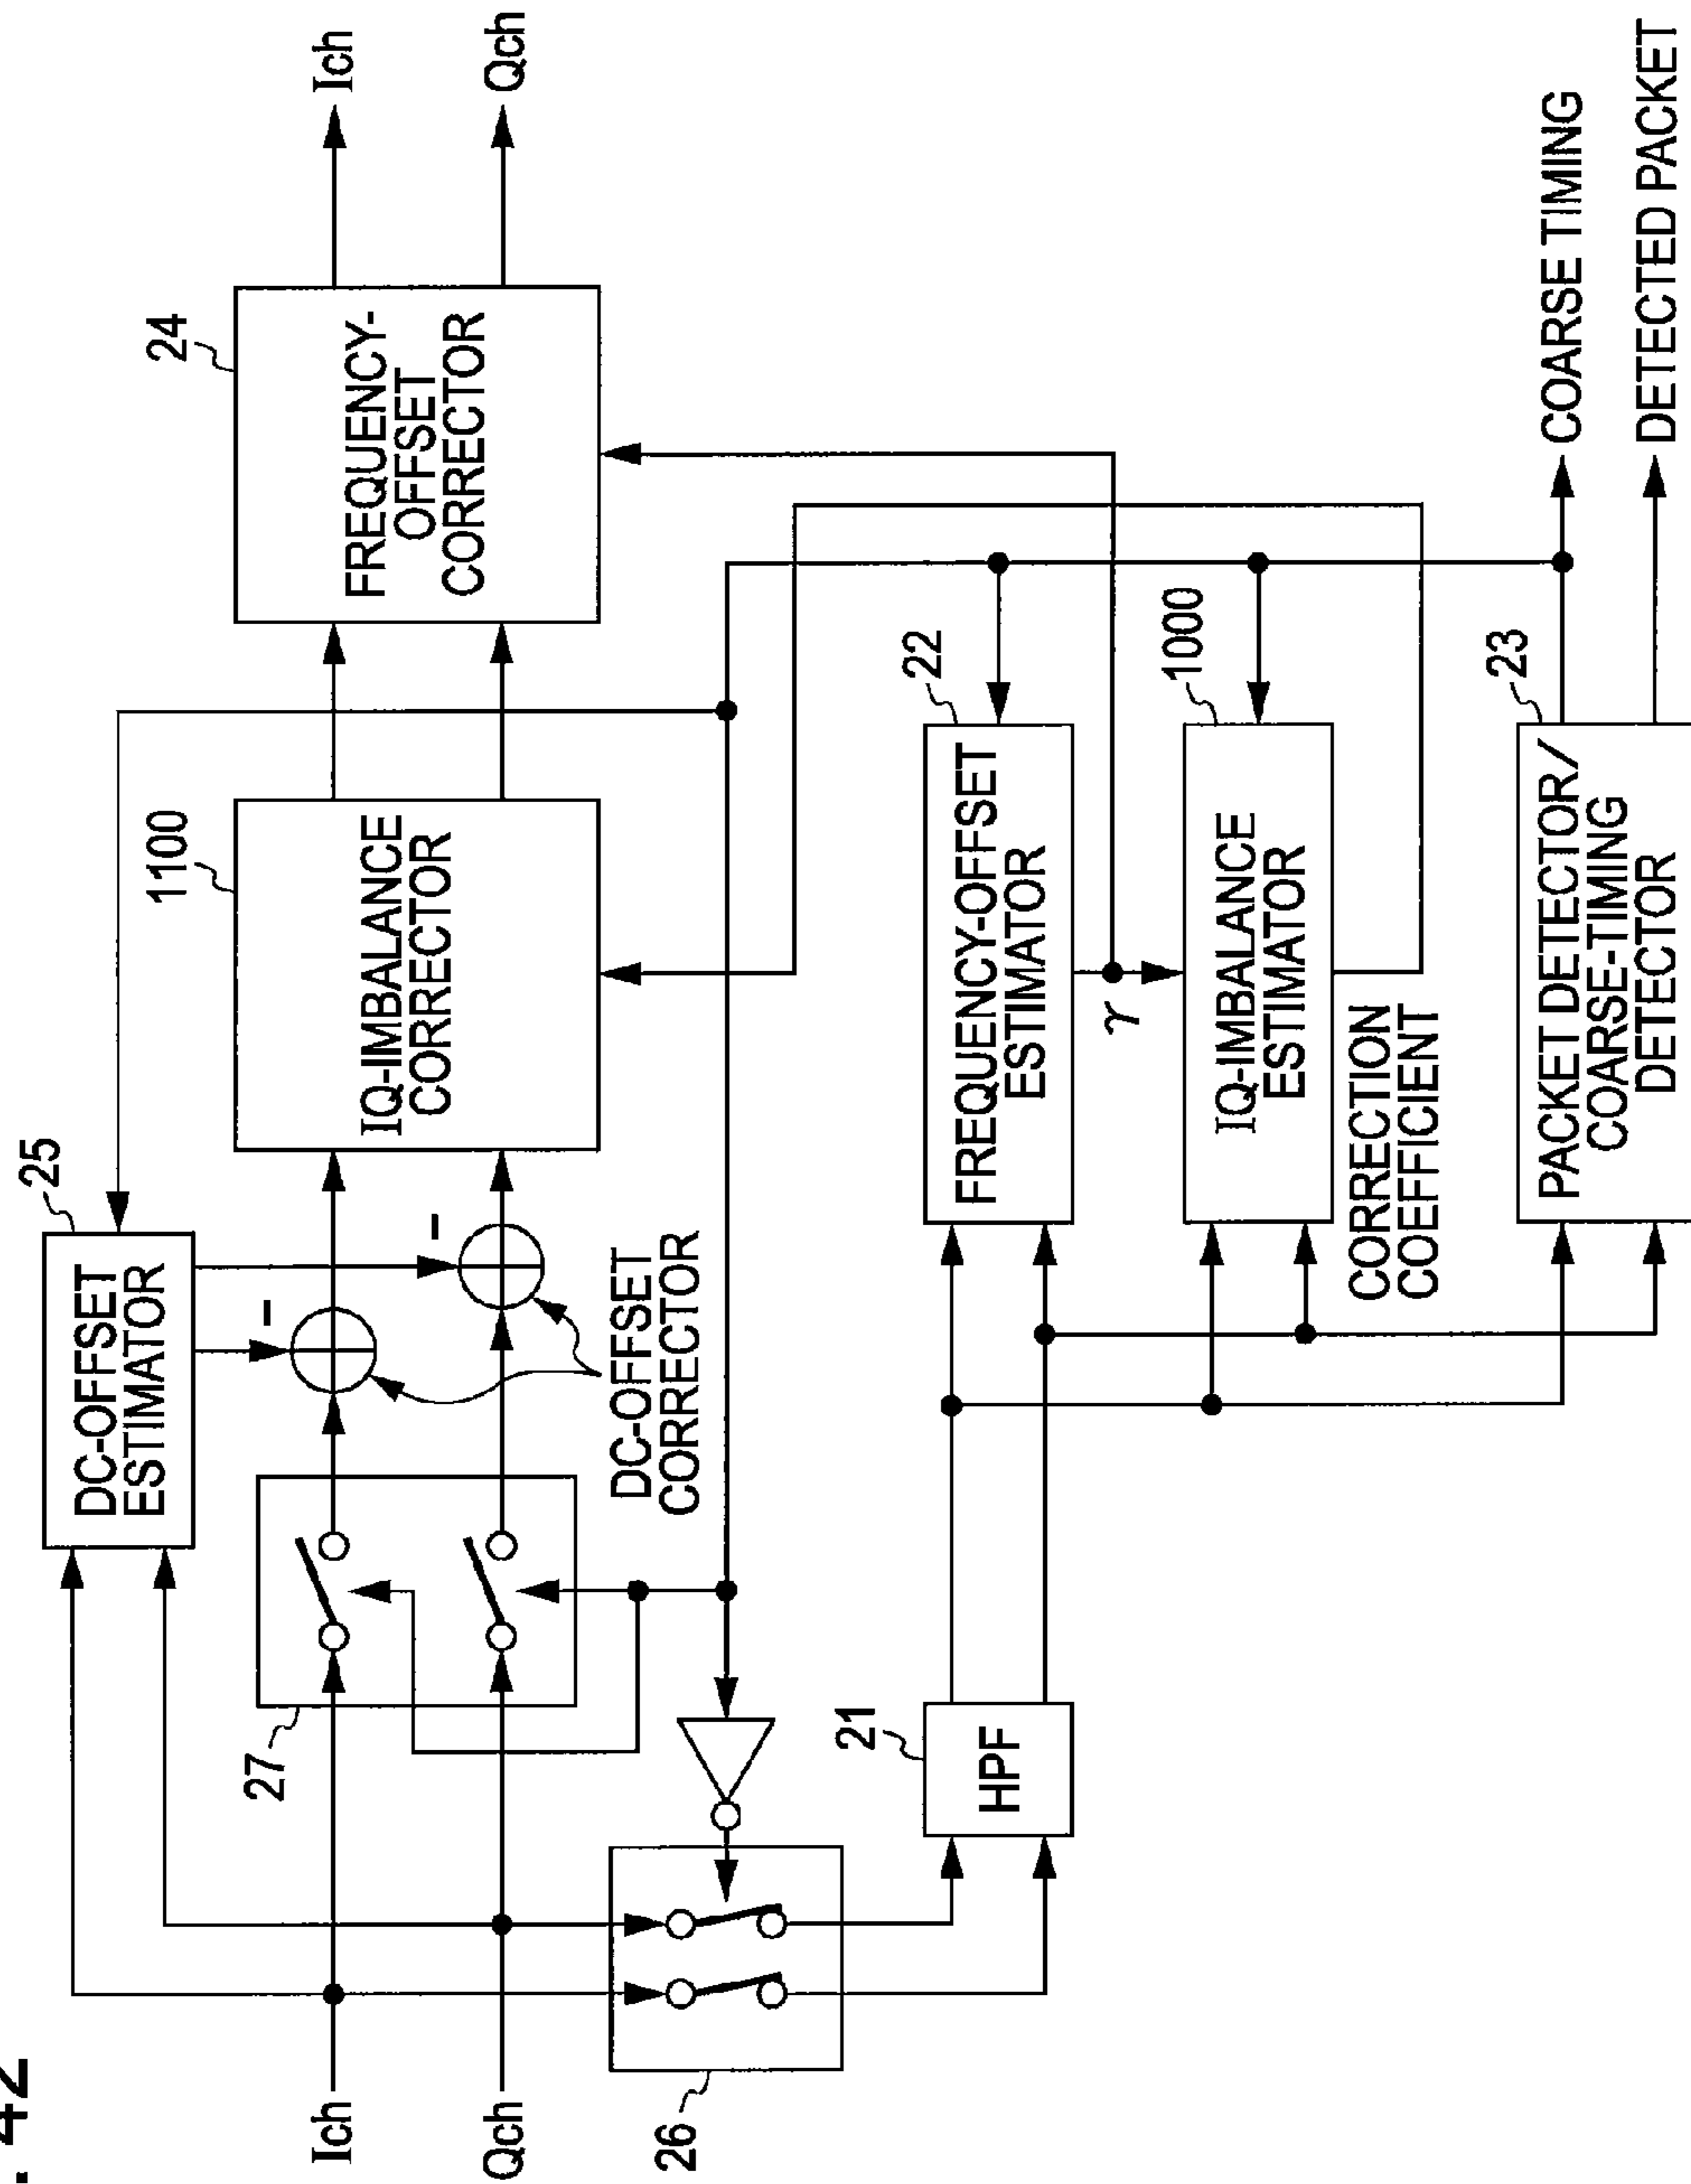 . 42
25
DC-OFFSET
ESTIMATOR
1100
24
IQ-IMBALANCE
CORRECTOR
FREQUENCY-
OFFSET
CORRECTOR
Ich
Qch
Ich
Qch
-
-
27
DC-OFFSET
CORRECTOR
26
21
HPF
22
FREQUENCY-OFFSET
ESTIMATOR
γ
1000
IQ-IMBALANCE
ESTIMATOR
CORRECTION
COEFFICIENT
23
PACKET DETECTOR/
COARSE-TIMING
DETECTOR
COARSE TIMING
DETECTED PACKET